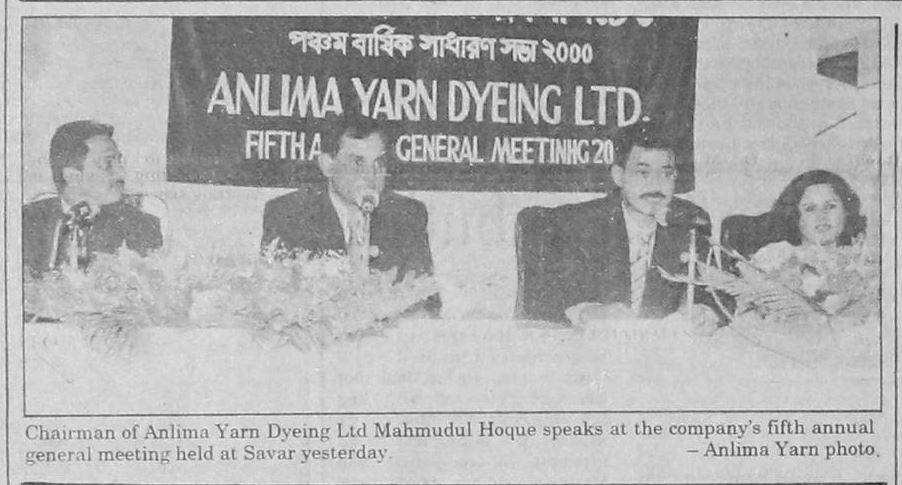 পঞ্চম বার্ষিক সাধারণ সভা ২০০০
ANLIMA YARN DYEING LTD.
FIFTH A GENERAL MEETINHG 20
Chairman of Anlima Yarn Dyeing Ltd Mahmudul Hoque speaks at the company's fifth annual
general meeting held at Savar yesterday. – Anlima Yarn photo.